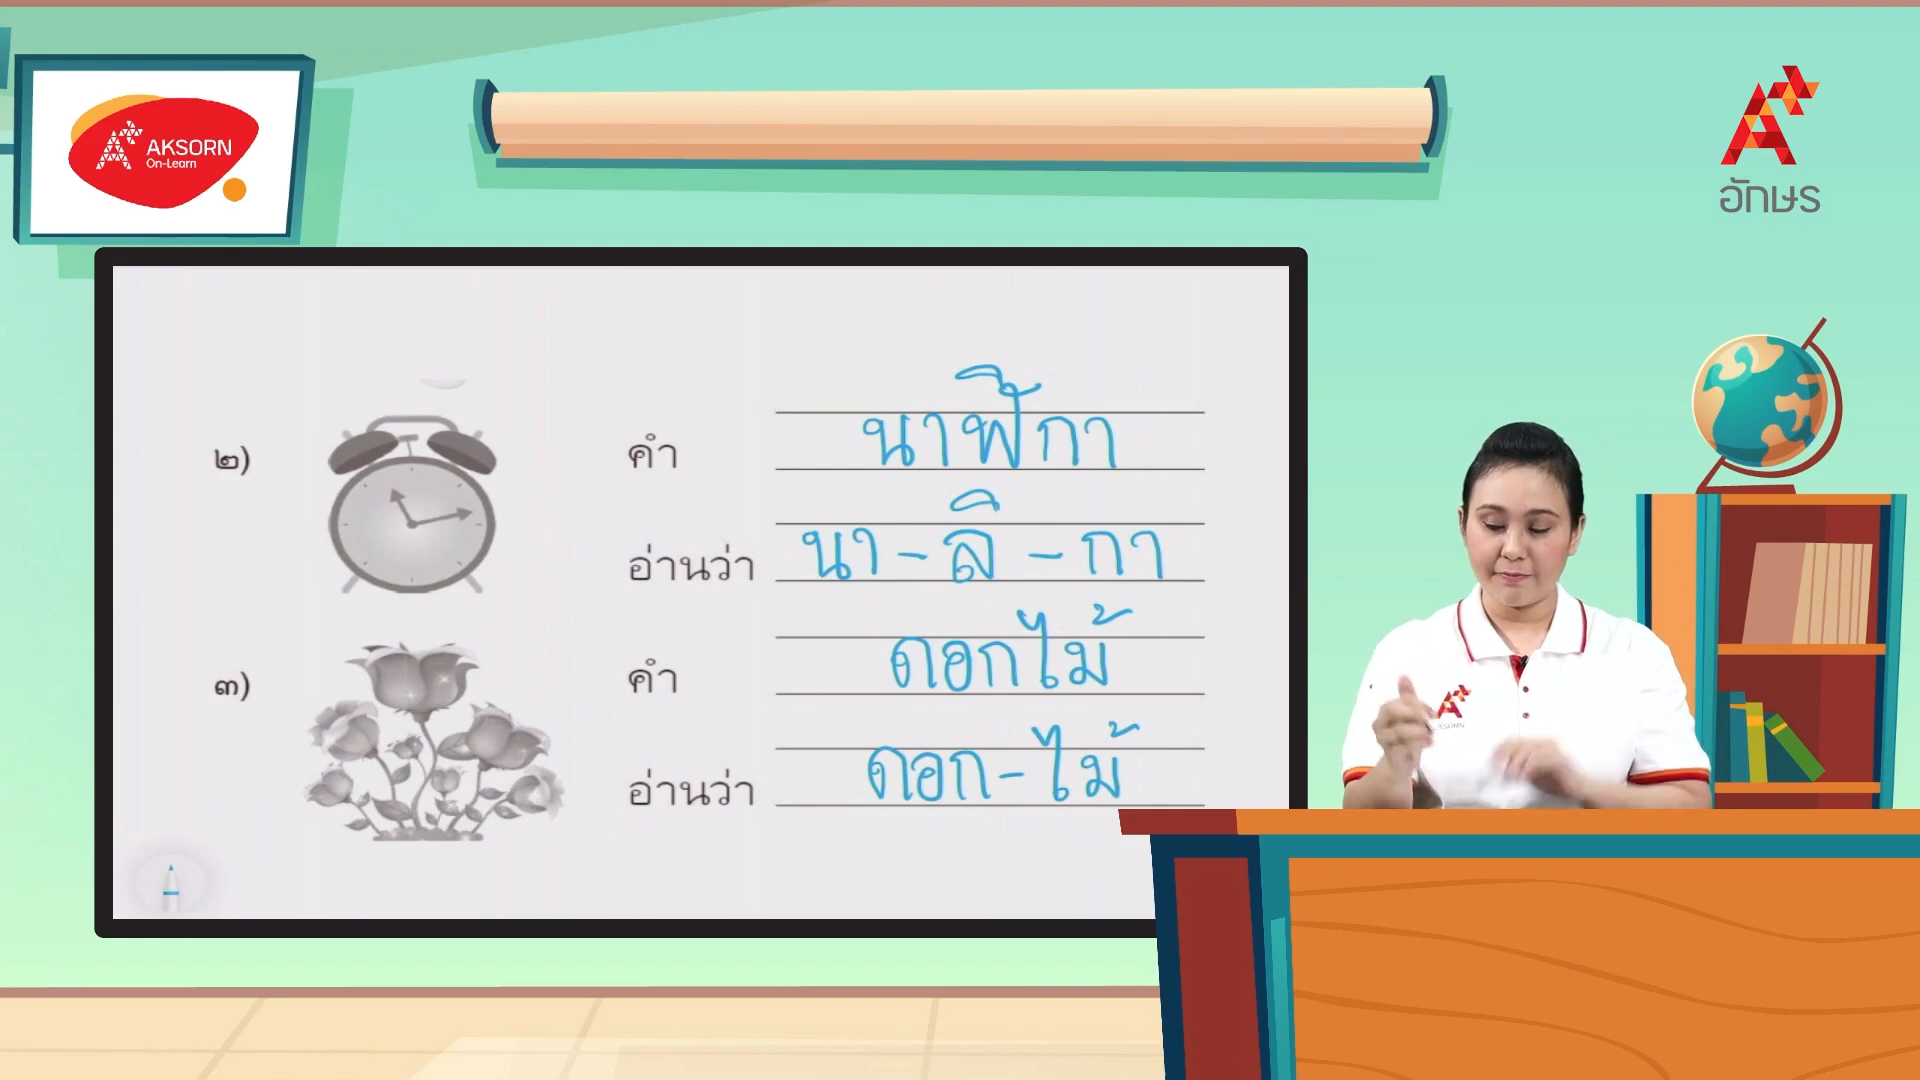 AKSORN
On-Learn
อักษร
๒)
คำ
นาฬิกา
อ่านว่า
นา - ลิ - กา
๓)
คำ
ดอกไม้
อ่านว่า
ดอก - ไม้